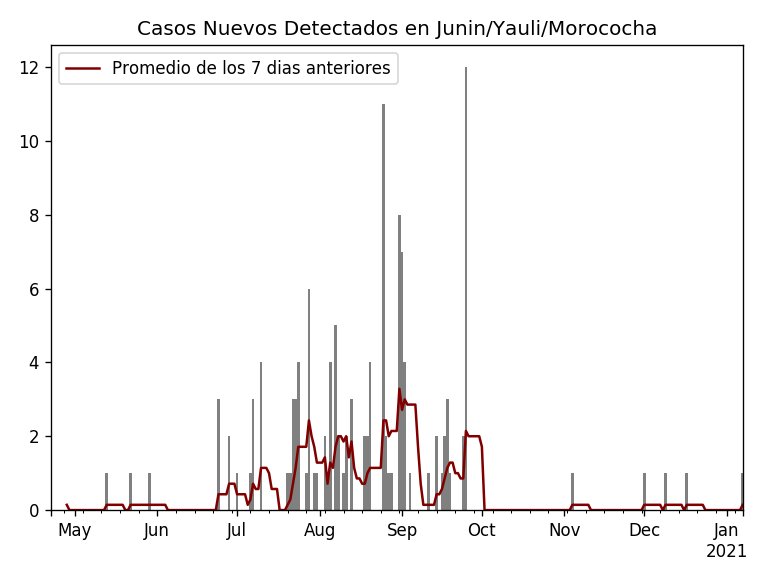 Casos Nuevos Detectados en Junin/Yauli/Morococha
Promedio de los 7 dias anteriores
12
10
8
6
4
2
0
May Jun Jul Aug Sep Oct Nov Dec Jan
2021